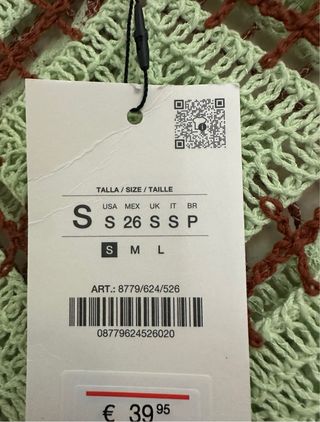 TALLA / SIZE / TAILLE
USA MEX UK IT BR
S S 26 S S P
S M L
ART.: 8779/624/526
08779624526020
€ 39 95